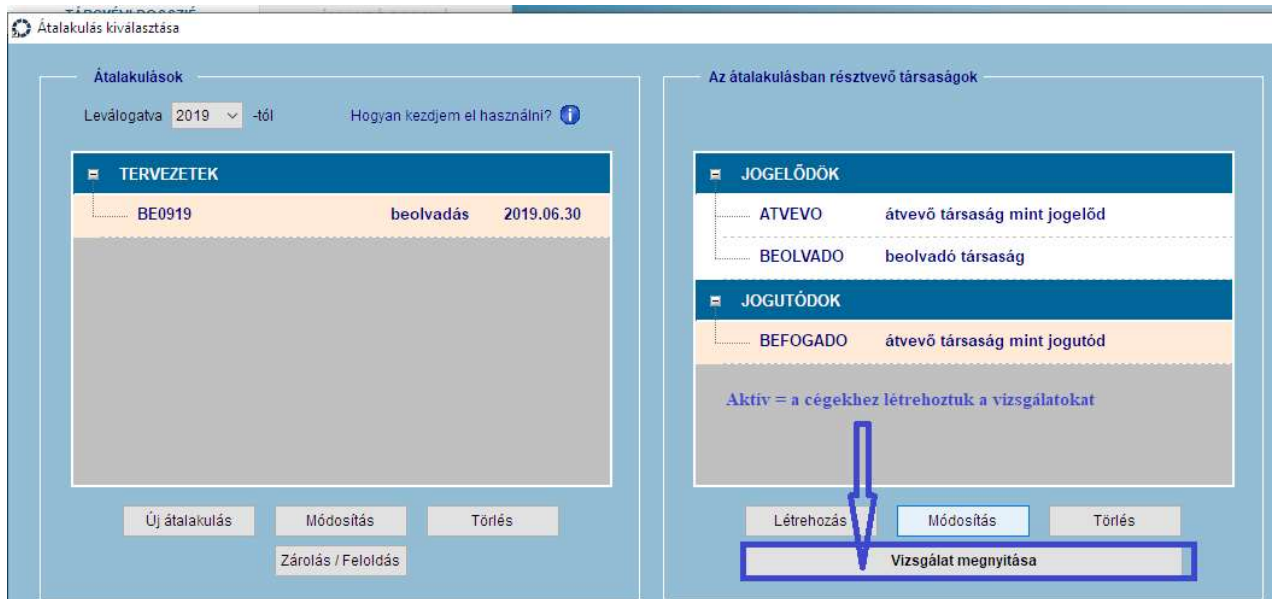 TÁRGYÉVI DOSSZIÉ
Átalakulás kiválasztása
Átalakulások
Leválogatva 2019 -tól Hogyan kezdjem el használni?
TERVEZETEK
BE0919 beolvadás 2019.06.30
Új átalakulás Módosítás Törlés
Zárolás / Feloldás
Az átalakulásban résztvevő társaságok
JOGELŐDÖK
ATVEVO átvevő társaság mint jogelőd
BEOLVADO beolvadó társaság
JOGUTÓDOK
BEFOGADO átvevő társaság mint jogutód
Aktív = a cégekhez létrehoztuk a vizsgálatokat
Létrehozás Módosítás Törlés
Vizsgálat megnyitása